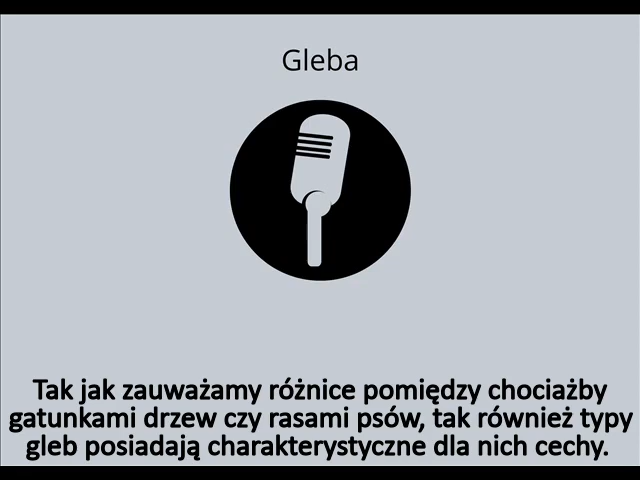 Gleba
Tak jak zauważamy różnice pomiędzy chociażby
gatunkami drzew czy rasami psów, tak również typy
gleb posiadają charakterystyczne dla nich cechy.